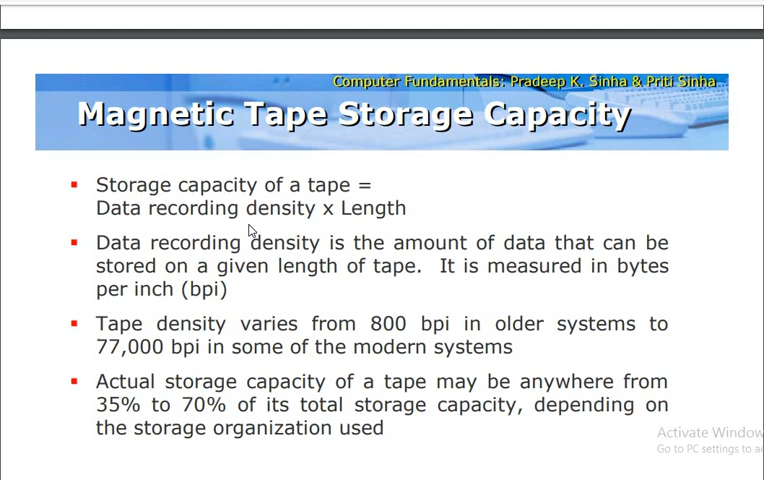 Computer Fundamentals: Pradeep K. Sinha & Priti Sinha
Magnetic Tape Storage Capacity
▪ Storage capacity of a tape =
Data recording density x Length
▪ Data recording density is the amount of data that can be
stored on a given length of tape. It is measured in bytes
per inch (bpi)
▪ Tape density varies from 800 bpi in older systems to
77,000 bpi in some of the modern systems
▪ Actual storage capacity of a tape may be anywhere from
35% to 70% of its total storage capacity, depending on
the storage organization used
Activate Window
Go to PC settings to a